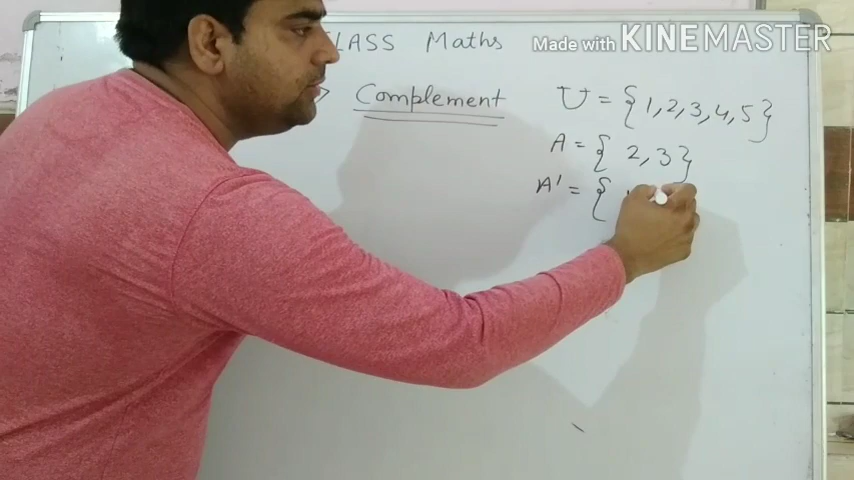 LASS Maths
Made with KINEMASTER
Complement U = {1,2,3,4,5}
A = { 2,3}
A' = {